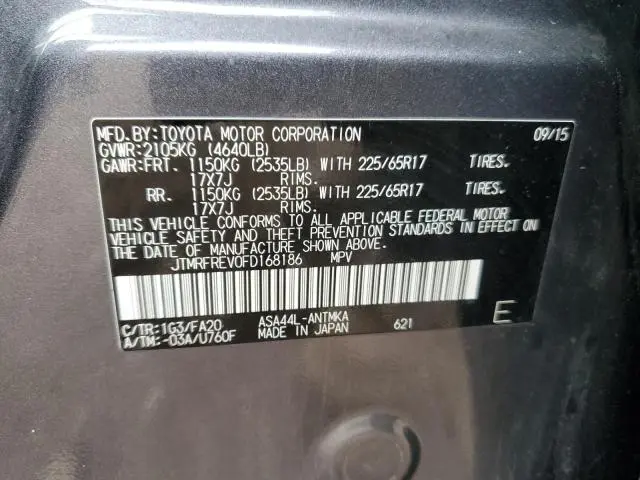 MFD.BY:TOYOTA MOTOR CORPORATION 09/15
GVWR:2105KG (4640LB)
GAWR:FRT. 1150KG (2535LB) WITH 225/65R17 TIRES.
17X7J RIMS.
RR. 1150KG (2535LB) WITH 225/65R17 TIRES.
17X7J RIMS.
THIS VEHICLE CONFORMS TO ALL APPLICABLE FEDERAL MOTOR
VEHICLE SAFETY AND THEFT PREVENTION STANDARDS IN EFFECT ON
THE DATE OF MANUFACTURE SHOWN ABOVE.
JTMRFREV0FD168186 MPV
C/TR:1G3/FA20 ASA44L-ANTMKA
A/TM:-03A/U760F MADE IN JAPAN 621 E